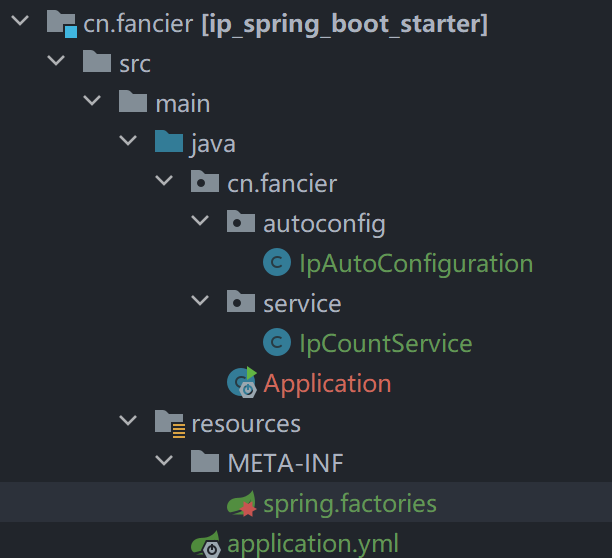 cn.fancier [ip_spring_boot_starter]
src
main
java
cn.fancier
autoconfig
IpAutoConfiguration
service
IpCountService
Application
resources
META-INF
spring.factories
application.yml